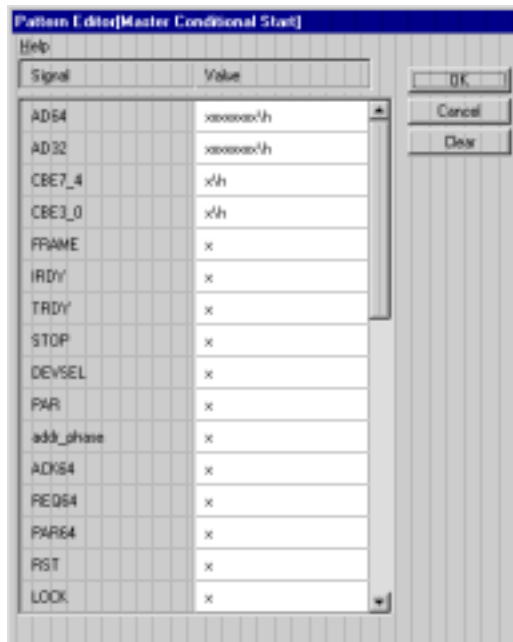 Pattern Editor[Master Conditional Start]
Help
Signal Value
OK
Cancel
Clear
AD64 xxxxxxxx\h
AD32 xxxxxxxx\h
CBE7_4 x\h
CBE3_0 x\h
FRAME x
IRDY x
TRDY x
STOP x
DEVSEL x
PAR x
addr_phase x
ACK64 x
REQ64 x
PAR64 x
RST x
LOCK x